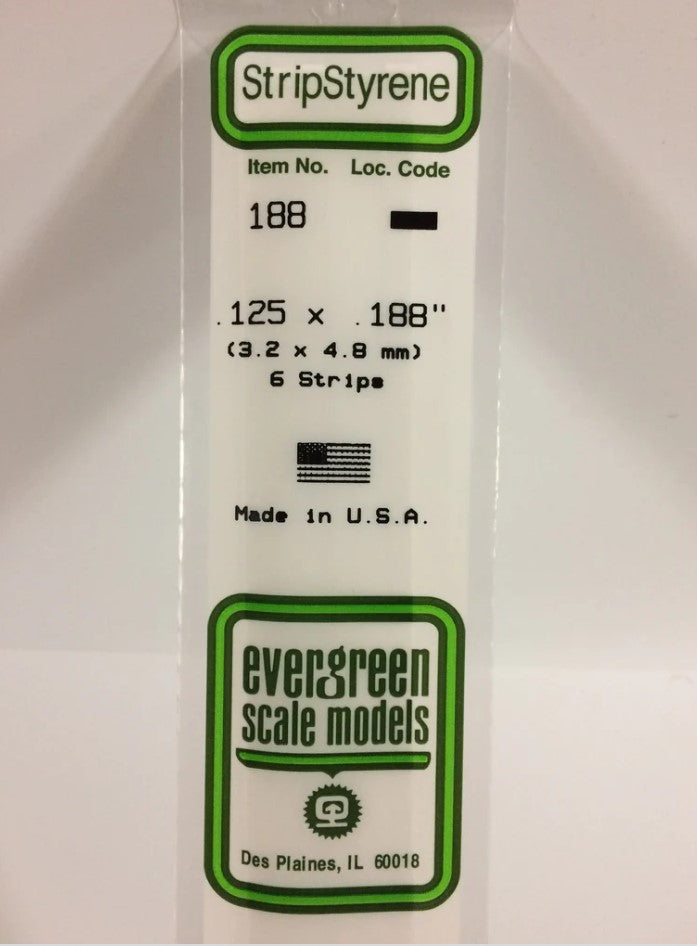 StripStyrene
Item No. Loc. Code
188
.125 x .188"
(3.2 x 4.8 mm)
6 Strips
Made in U.S.A.
evergreen
scale models
Des Plaines, IL 60018